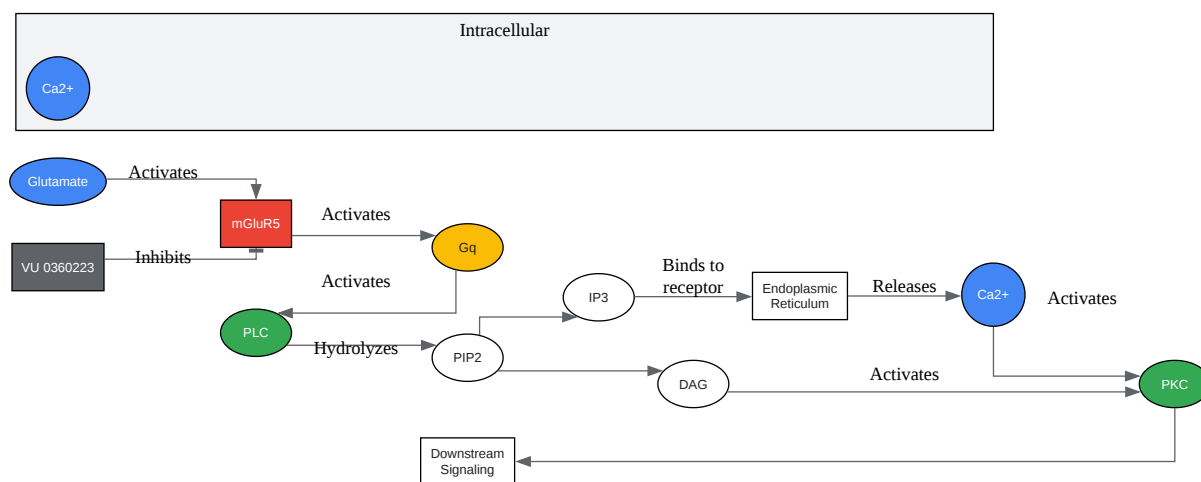 Intracellular
Ca2+
Glutamate
Activates
mGluR5
Activates
VU 0360223
Inhibits
Gq
Activates
PLC
Hydrolyzes
PIP2
IP3
Binds to
receptor
Endoplasmic
Reticulum
Releases
Ca2+
Activates
DAG
Activates
PKC
Downstream
Signaling